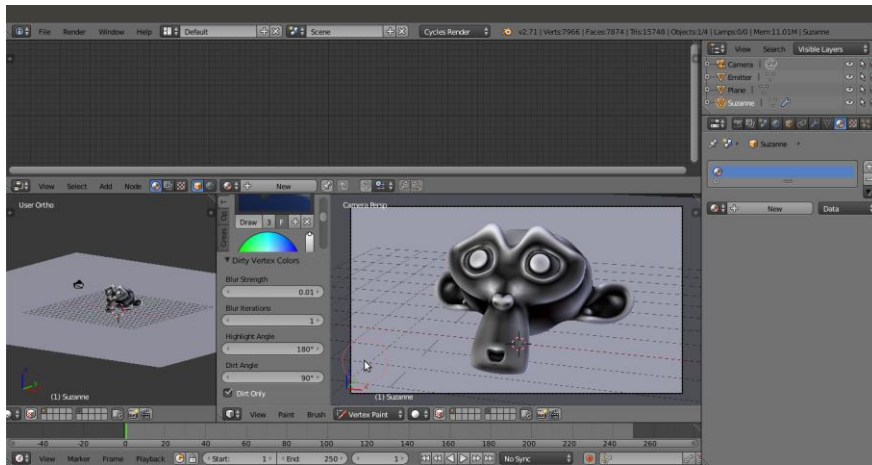 File Render Window Help Default Scene Cycles Render v2.71 | Verts:7966 | Faces:7874 | Tris:15748 | Objects:1/4 | Lamps:0/0 | Mem:11.01M | Suzanne
View Search Visible Layers
Camera
Emitter
Plane
Suzanne
Suzanne
View Select Add Node New
New Data
User Ortho
Camera Persp
Draw 3 F
Dirty Vertex Colors
Blur Strength
0.01
Blur Iterations
1
Highlight Angle
180°
Dirt Angle
90°
Dirt Only
(1) Suzanne
(1) Suzanne
View Paint Brush Vertex Paint
-40 -20 0 20 40 60 80 100 120 140 160 180 200 220 240 260
View Marker Frame Playback Start: 1 End: 250 1 No Sync